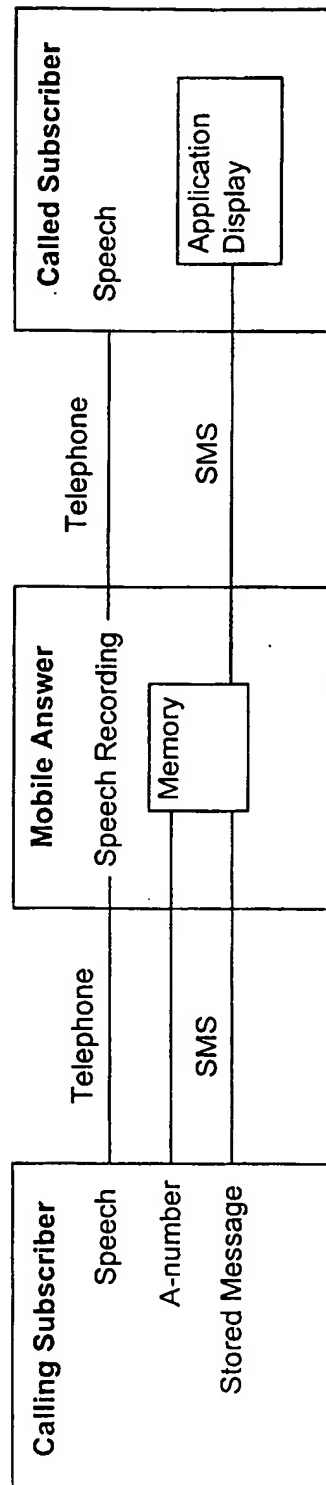 Calling Subscriber
Speech
A-number
Stored Message
Telephone
SMS
Mobile Answer
Speech Recording
Memory
Telephone
SMS
Called Subscriber
Speech
Application
Display